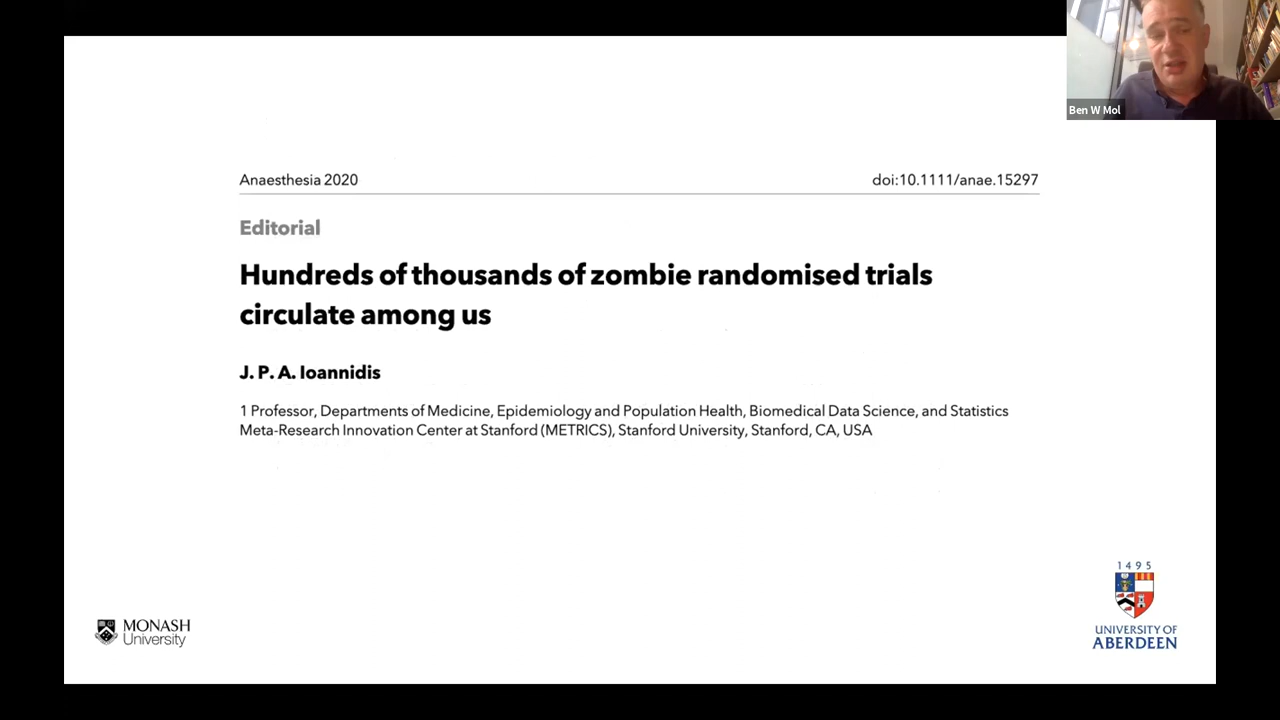 Ben W Mol
Anaesthesia 2020
doi:10.1111/anae.15297
Editorial
Hundreds of thousands of zombie randomised trials
circulate among us
J. P. A. Ioannidis
1 Professor, Departments of Medicine, Epidemiology and Population Health, Biomedical Data Science, and Statistics
Meta-Research Innovation Center at Stanford (METRICS), Stanford University, Stanford, CA, USA
MONASH
University
1495
UNIVERSITY OF
ABERDEEN